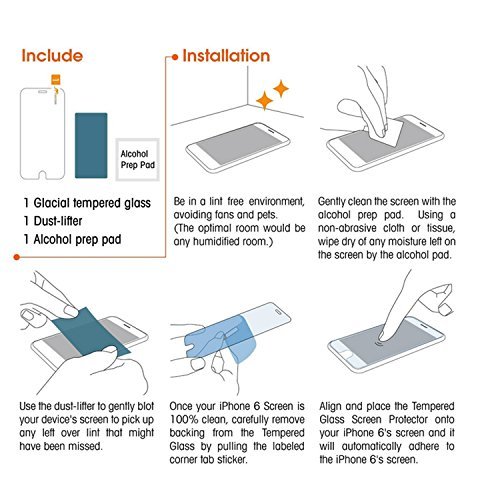 Include
Installation
Alcohol
Prep Pad
1 Glacial tempered glass
1 Dust-lifter
1 Alcohol prep pad
Be in a lint free environment,
avoiding fans and pets.
(The optimal room would be
any humidified room.)
Gently clean the screen with the
alcohol prep pad. Using a
non-abrasive cloth or tissue,
wipe dry of any moisture left on
the screen by the alcohol pad.
Use the dust-lifter to gently blot
your device's screen to pick up
any left over lint that might
have been missed.
Once your iPhone 6 Screen is
100% clean, carefully remove
backing from the Tempered
Glass by pulling the labeled
corner tab sticker.
Align and place the Tempered
Glass Screen Protector onto
your iPhone 6's screen and it
will automatically adhere to
the iPhone 6's screen.